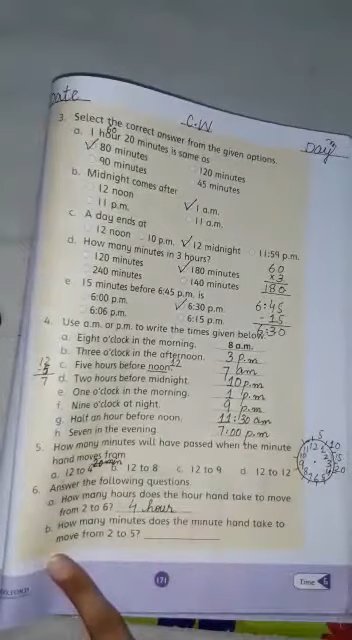 Date
C.W
Day
3. Select the correct answer from the given options.
a. 1 hour 20 minutes is same as
60
✓ 80 minutes 120 minutes
90 minutes 45 minutes
b. Midnight comes after
12 noon ✓ 1 a.m.
11 p.m. 11 a.m.
c. A day ends at
12 noon 10 p.m. ✓ 12 midnight 11:59 p.m.
d. How many minutes in 3 hours?
120 minutes ✓ 180 minutes
240 minutes 140 minutes
60
×3
180
e. 15 minutes before 6:45 p.m. is
6:00 p.m. ✓ 6:30 p.m.
6:06 p.m. 6:15 p.m.
6:45
- 15
6:30
4. Use a.m. or p.m. to write the times given below.
a. Eight o'clock in the morning. 8 a.m.
b. Three o'clock in the afternoon. 3 p.m
c. Five hours before noon. 12 7 am
12
- 5
7
d. Two hours before midnight. 10 p.m
e. One o'clock in the morning. 1 p.m
f. Nine o'clock at night. 9 p.m
g. Half an hour before noon. 11:30 am
h. Seven in the evening. 7:00 p.m
5. How many minutes will have passed when the minute
hand moves from
a. 12 to 4 20 min b. 12 to 8 c. 12 to 9 d. 12 to 12
6. Answer the following questions.
a. How many hours does the hour hand take to move
from 2 to 6? 4 hour
b. How many minutes does the minute hand take to
move from 2 to 5?
OXFORD
171
Time 6